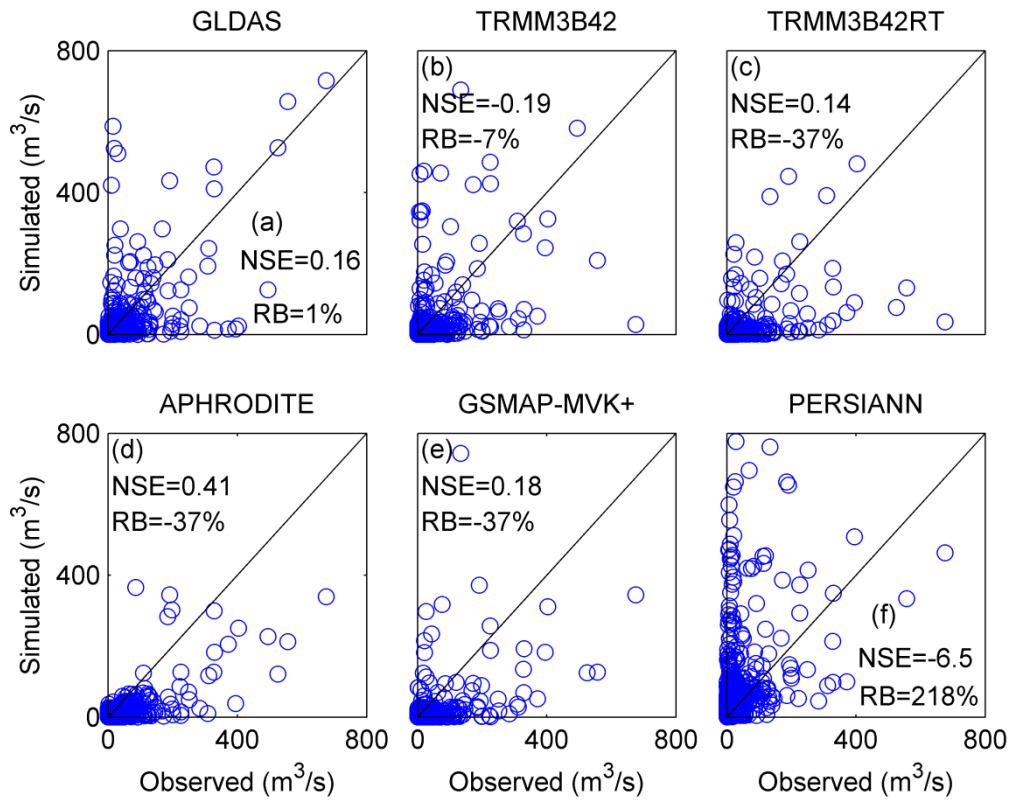 GLDAS
TRMM3B42
TRMM3B42RT
800
400
0
Simulated (m³/s)
(a)
NSE=0.16
RB=1%
(b)
NSE=-0.19
RB=-7%
(c)
NSE=0.14
RB=-37%
APHRODITE
GSMAP-MVK+
PERSIANN
800
400
0
Simulated (m³/s)
(d)
NSE=0.41
RB=-37%
(e)
NSE=0.18
RB=-37%
(f)
NSE=-6.5
RB=218%
0 400 800
0 400 800
0 400 800
Observed (m³/s)
Observed (m³/s)
Observed (m³/s)